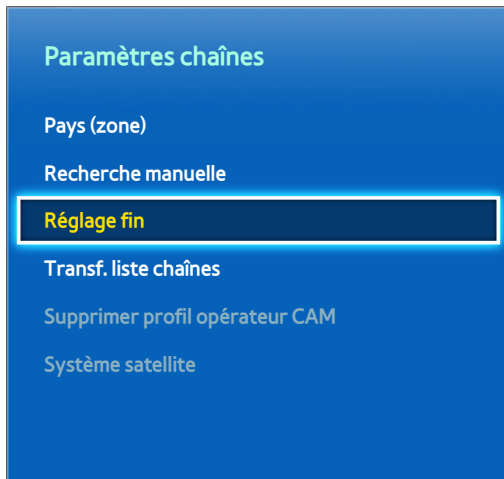 Paramètres chaînes
Pays (zone)
Recherche manuelle
Réglage fin
Transf. liste chaînes
Supprimer profil opérateur CAM
Système satellite